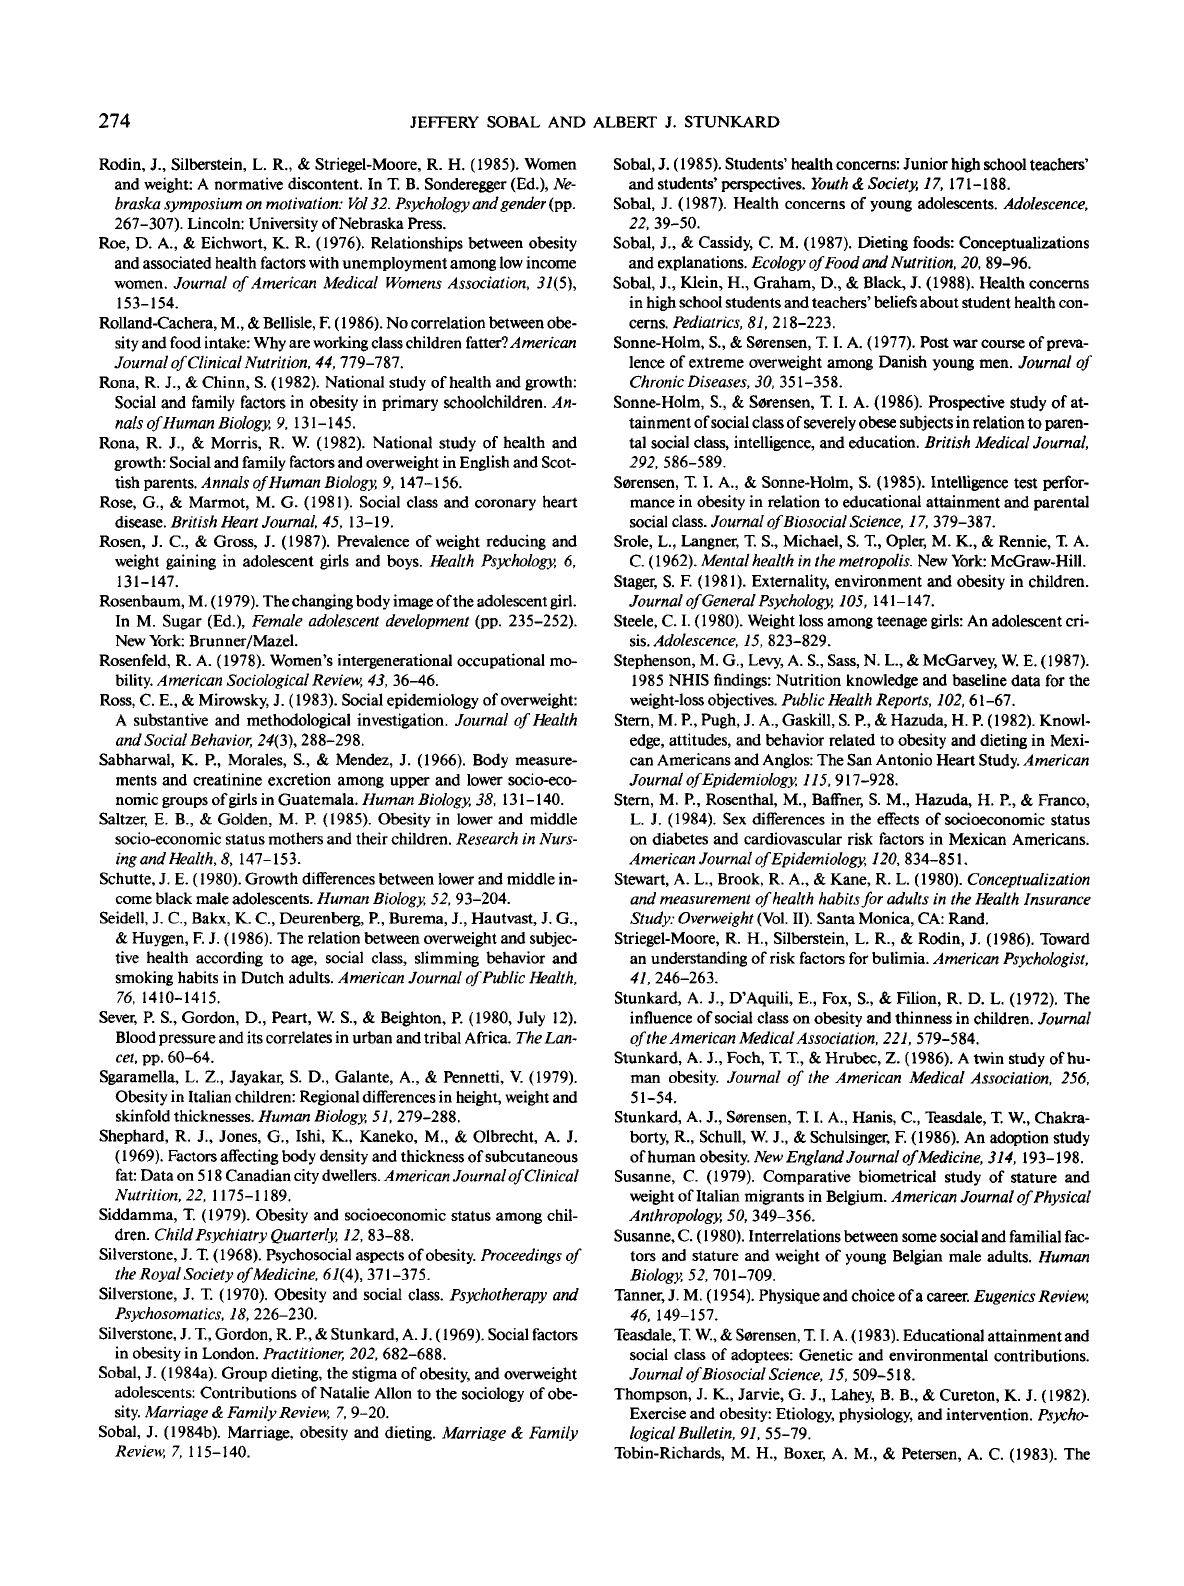 274
JEFFERY SOBAL AND ALBERT J. STUNKARD
Rodin, J., Silberstein, L. R., & Striegel-Moore, R. H. (1985). Women
and weight: A normative discontent. In T. B. Sonderegger (Ed.), Ne-
braska symposium on motivation: Vol 32. Psychology and gender (pp.
267–307). Lincoln: University of Nebraska Press.
Roe, D. A., & Eichwort, K. R. (1976). Relationships between obesity
and associated health factors with unemployment among low income
women. Journal of American Medical Womens Association, 31(5),
153–154.
Rolland-Cachera, M., & Bellisle, F. (1986). No correlation between obe-
sity and food intake: Why are working class children fatter? American
Journal of Clinical Nutrition, 44, 779–787.
Rona, R. J., & Chinn, S. (1982). National study of health and growth:
Social and family factors in obesity in primary schoolchildren. An-
nals of Human Biology, 9, 131–145.
Rona, R. J., & Morris, R. W. (1982). National study of health and
growth: Social and family factors and overweight in English and Scot-
tish parents. Annals of Human Biology, 9, 147–156.
Rose, G., & Marmot, M. G. (1981). Social class and coronary heart
disease. British Heart Journal, 45, 13–19.
Rosen, J. C., & Gross, J. (1987). Prevalence of weight reducing and
weight gaining in adolescent girls and boys. Health Psychology, 6,
131–147.
Rosenbaum, M. (1979). The changing body image of the adolescent girl.
In M. Sugar (Ed.), Female adolescent development (pp. 235–252).
New York: Brunner/Mazel.
Rosenfeld, R. A. (1978). Women's intergenerational occupational mo-
bility. American Sociological Review, 43, 36–46.
Ross, C. E., & Mirowsky, J. (1983). Social epidemiology of overweight:
A substantive and methodological investigation. Journal of Health
and Social Behavior, 24(3), 288–298.
Sabharwal, K. P., Morales, S., & Mendez, J. (1966). Body measure-
ments and creatinine excretion among upper and lower socio-eco-
nomic groups of girls in Guatemala. Human Biology, 38, 131–140.
Saltzer, E. B., & Golden, M. P. (1985). Obesity in lower and middle
socio-economic status mothers and their children. Research in Nurs-
ing and Health, 8, 147–153.
Schutte, J. E. (1980). Growth differences between lower and middle in-
come black male adolescents. Human Biology, 52, 93–204.
Seidell, J. C., Bakx, K. C., Deurenberg, P., Burema, J., Hautvast, J. G.,
& Huygen, F. J. (1986). The relation between overweight and subjec-
tive health according to age, social class, slimming behavior and
smoking habits in Dutch adults. American Journal of Public Health,
76, 1410–1415.
Sever, P. S., Gordon, D., Peart, W. S., & Beighton, P. (1980, July 12).
Blood pressure and its correlates in urban and tribal Africa. The Lan-
cet, pp. 60–64.
Sgaramella, L. Z., Jayakar, S. D., Galante, A., & Pennetti, V. (1979).
Obesity in Italian children: Regional differences in height, weight and
skinfold thicknesses. Human Biology, 51, 279–288.
Shephard, R. J., Jones, G., Ishi, K., Kaneko, M., & Olbrecht, A. J.
(1969). Factors affecting body density and thickness of subcutaneous
fat: Data on 518 Canadian city dwellers. American Journal of Clinical
Nutrition, 22, 1175–1189.
Siddamma, T. (1979). Obesity and socioeconomic status among chil-
dren. Child Psychiatry Quarterly, 12, 83–88.
Silverstone, J. T. (1968). Psychosocial aspects of obesity. Proceedings of
the Royal Society of Medicine, 61(4), 371–375.
Silverstone, J. T. (1970). Obesity and social class. Psychotherapy and
Psychosomatics, 18, 226–230.
Silverstone, J. T., Gordon, R. P., & Stunkard, A. J. (1969). Social factors
in obesity in London. Practitioner, 202, 682–688.
Sobal, J. (1984a). Group dieting, the stigma of obesity, and overweight
adolescents: Contributions of Natalie Allon to the sociology of obe-
sity. Marriage & Family Review, 7, 9–20.
Sobal, J. (1984b). Marriage, obesity and dieting. Marriage & Family
Review, 7, 115–140.
Sobal, J. (1985). Students' health concerns: Junior high school teachers'
and students' perspectives. Youth & Society, 17, 171–188.
Sobal, J. (1987). Health concerns of young adolescents. Adolescence,
22, 39–50.
Sobal, J., & Cassidy, C. M. (1987). Dieting foods: Conceptualizations
and explanations. Ecology of Food and Nutrition, 20, 89–96.
Sobal, J., Klein, H., Graham, D., & Black, J. (1988). Health concerns
in high school students and teachers' beliefs about student health con-
cerns. Pediatrics, 81, 218–223.
Sonne-Holm, S., & Sørensen, T. I. A. (1977). Post war course of preva-
lence of extreme overweight among Danish young men. Journal of
Chronic Diseases, 30, 351–358.
Sonne-Holm, S., & Sørensen, T. I. A. (1986). Prospective study of at-
tainment of social class of severely obese subjects in relation to paren-
tal social class, intelligence, and education. British Medical Journal,
292, 586–589.
Sørensen, T. I. A., & Sonne-Holm, S. (1985). Intelligence test perfor-
mance in obesity in relation to educational attainment and parental
social class. Journal of Biosocial Science, 17, 379–387.
Srole, L., Langner, T. S., Michael, S. T., Opler, M. K., & Rennie, T. A.
C. (1962). Mental health in the metropolis. New York: McGraw-Hill.
Stager, S. F. (1981). Externality, environment and obesity in children.
Journal of General Psychology, 105, 141–147.
Steele, C. I. (1980). Weight loss among teenage girls: An adolescent cri-
sis. Adolescence, 15, 823–829.
Stephenson, M. G., Levy, A. S., Sass, N. L., & McGarvey, W. E. (1987).
1985 NHIS findings: Nutrition knowledge and baseline data for the
weight-loss objectives. Public Health Reports, 102, 61–67.
Stern, M. P., Pugh, J. A., Gaskill, S. P., & Hazuda, H. P. (1982). Knowl-
edge, attitudes, and behavior related to obesity and dieting in Mexi-
can Americans and Anglos: The San Antonio Heart Study. American
Journal of Epidemiology, 115, 917–928.
Stern, M. P., Rosenthal, M., Baffner, S. M., Hazuda, H. P., & Franco,
L. J. (1984). Sex differences in the effects of socioeconomic status
on diabetes and cardiovascular risk factors in Mexican Americans.
American Journal of Epidemiology, 120, 834–851.
Stewart, A. L., Brook, R. A., & Kane, R. L. (1980). Conceptualization
and measurement of health habits for adults in the Health Insurance
Study: Overweight (Vol. II). Santa Monica, CA: Rand.
Striegel-Moore, R. H., Silberstein, L. R., & Rodin, J. (1986). Toward
an understanding of risk factors for bulimia. American Psychologist,
41, 246–263.
Stunkard, A. J., D'Aquili, E., Fox, S., & Filion, R. D. L. (1972). The
influence of social class on obesity and thinness in children. Journal
of the American Medical Association, 221, 579–584.
Stunkard, A. J., Foch, T. T., & Hrubec, Z. (1986). A twin study of hu-
man obesity. Journal of the American Medical Association, 256,
51–54.
Stunkard, A. J., Sørensen, T. I. A., Hanis, C., Teasdale, T. W., Chakra-
borty, R., Schull, W. J., & Schulsinger, F. (1986). An adoption study
of human obesity. New England Journal of Medicine, 314, 193–198.
Susanne, C. (1979). Comparative biometrical study of stature and
weight of Italian migrants in Belgium. American Journal of Physical
Anthropology, 50, 349–356.
Susanne, C. (1980). Interrelations between some social and familial fac-
tors and stature and weight of young Belgian male adults. Human
Biology, 52, 701–709.
Tanner, J. M. (1954). Physique and choice of a career. Eugenics Review,
46, 149–157.
Teasdale, T. W., & Sørensen, T. I. A. (1983). Educational attainment and
social class of adoptees: Genetic and environmental contributions.
Journal of Biosocial Science, 15, 509–518.
Thompson, J. K., Jarvie, G. J., Lahey, B. B., & Cureton, K. J. (1982).
Exercise and obesity: Etiology, physiology, and intervention. Psycho-
logical Bulletin, 91, 55–79.
Tobin-Richards, M. H., Boxer, A. M., & Petersen, A. C. (1983). The